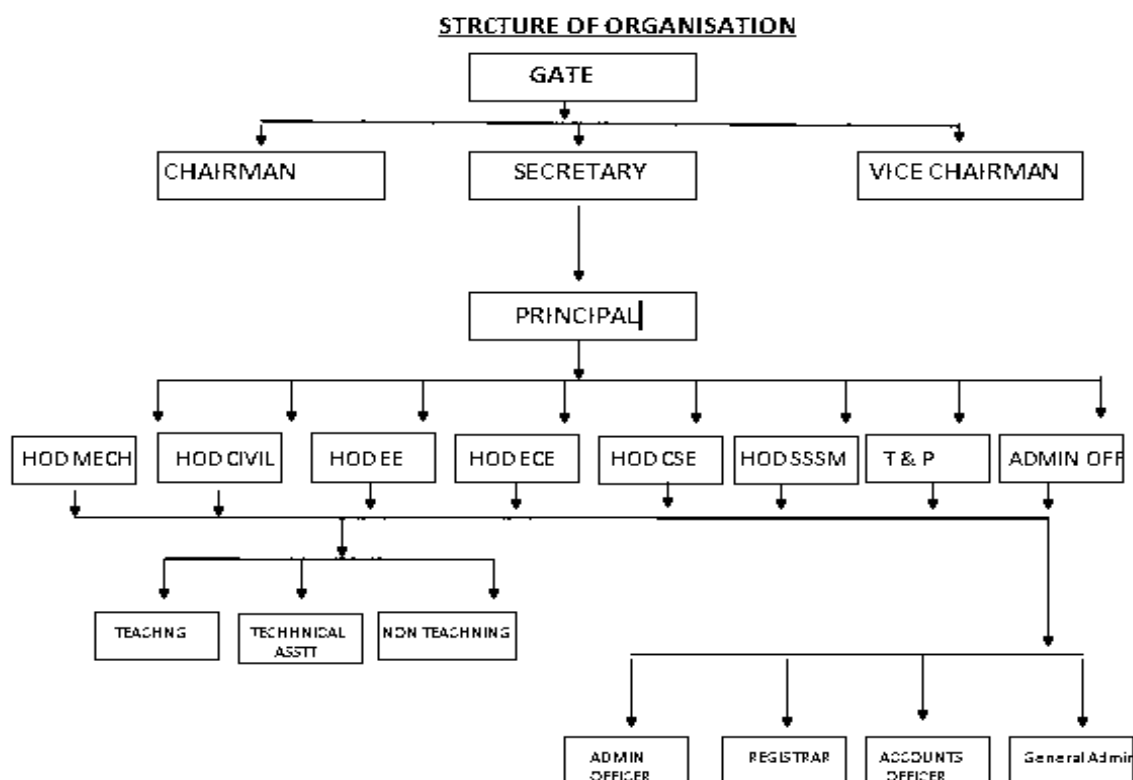 STRCTURE OF ORGANISATION
GATE
CHAIRMAN
SECRETARY
VICE CHAIRMAN
PRINCIPAL
HOD MECH
HOD CIVIL
HOD EE
HOD ECE
HOD CSE
HOD SSSM
T & P
ADMIN OFF
TEACHNG
TECHHNICAL
ASSTT
NON TEACHNING
ADMIN
OFFICER
REGISTRAR
ACCOUNTS
OFFICER
General Admin